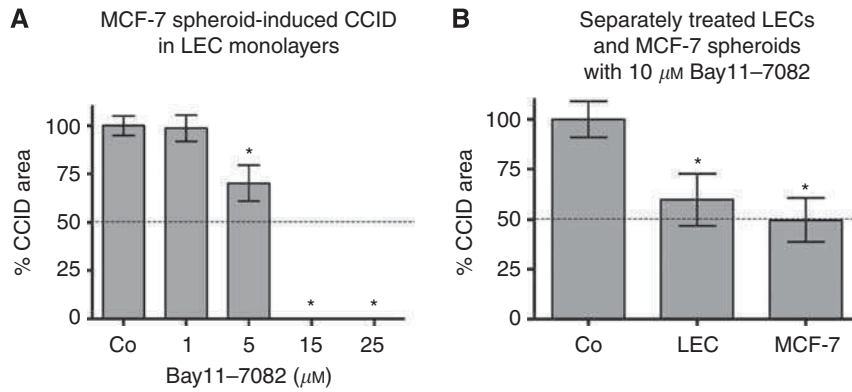 A
MCF-7 spheroid-induced CCID
in LEC monolayers
% CCID area
100
75
50
25
0
*
*
*
Co
1
5
15
25
Bay11–7082 (μM)
B
Separately treated LECs
and MCF-7 spheroids
with 10 μM Bay11–7082
% CCID area
100
75
50
25
0
*
*
Co
LEC
MCF-7